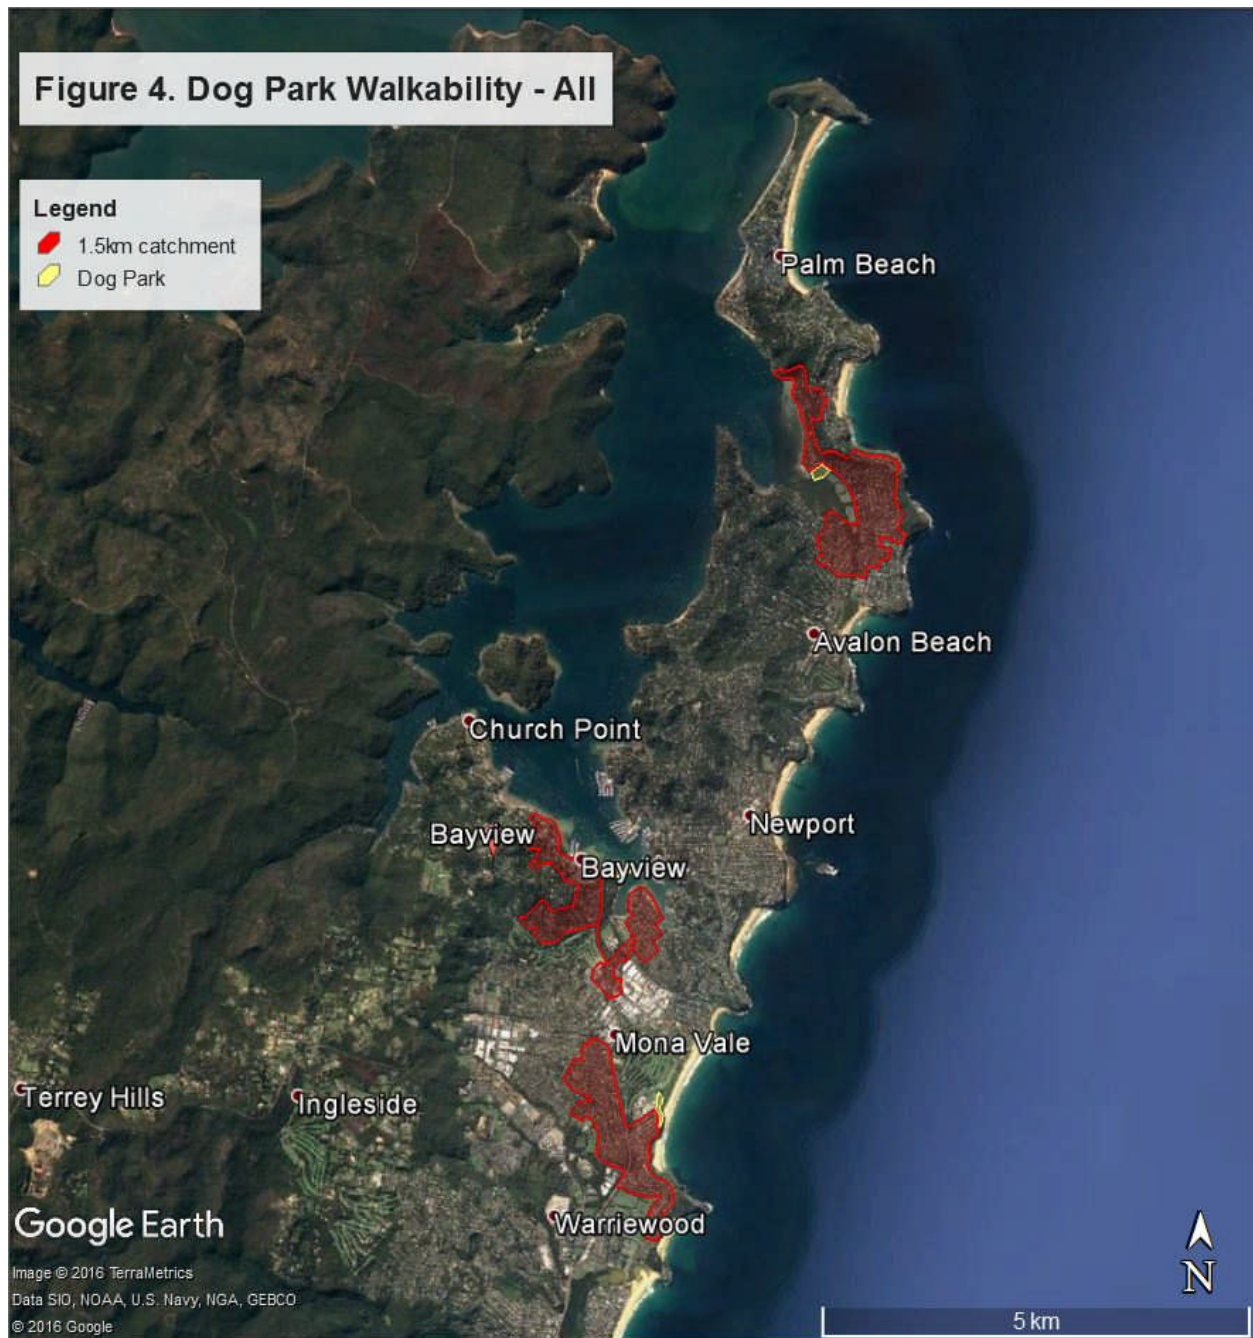 Figure 4. Dog Park Walkability - All
Legend
1.5km catchment
Dog Park
Palm Beach
Avalon Beach
Church Point
Newport
Bayview
Bayview
Mona Vale
Terrey Hills
Ingleside
Warriewood
Google Earth
Image © 2016 TerraMetrics
Data SIO, NOAA, U.S. Navy, NGA, GEBCO
© 2016 Google
N
5 km